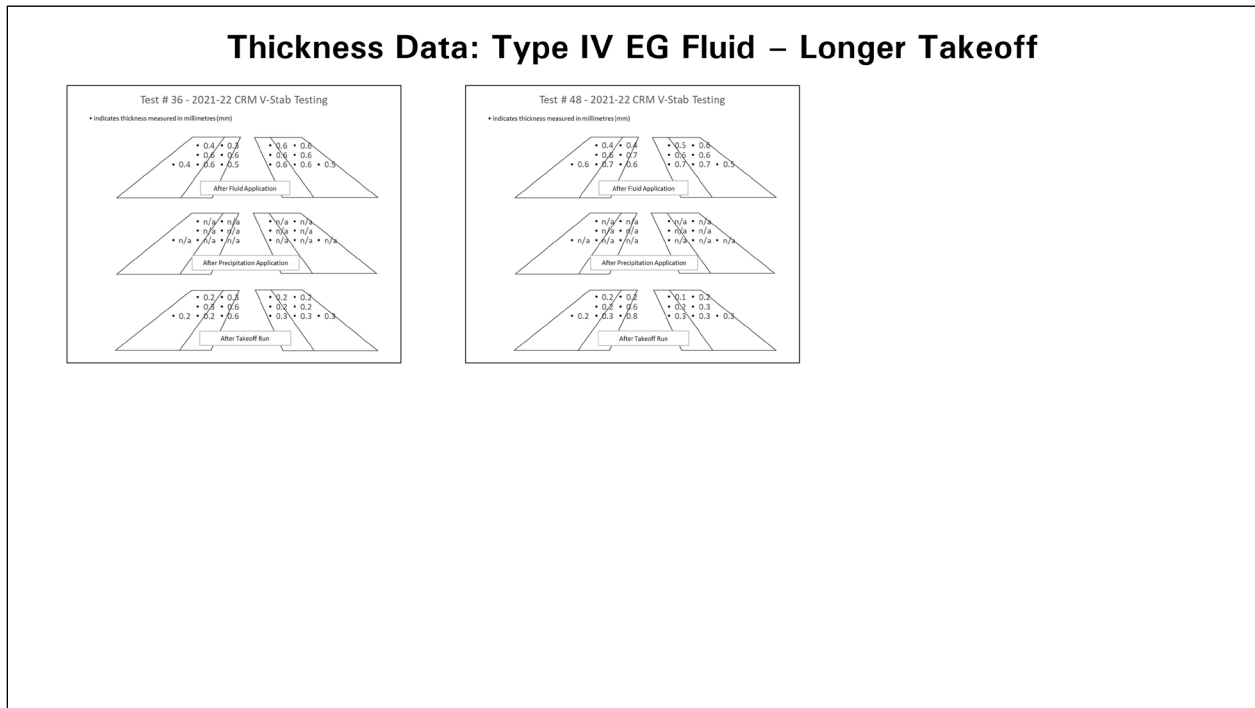 Thickness Data: Type IV EG Fluid – Longer Takeoff
Test # 36 - 2021-22 CRM V-Stab Testing
• indicates thickness measured in millimetres (mm)
• 0.4 • 0.3 • 0.6 • 0.6
• 0.6 • 0.6 • 0.6 • 0.6
• 0.4 • 0.6 • 0.5 • 0.6 • 0.6 • 0.5
After Fluid Application
• n/a • n/a • n/a • n/a
• n/a • n/a • n/a • n/a
• n/a • n/a • n/a • n/a • n/a • n/a
After Precipitation Application
• 0.2 • 0.3 • 0.2 • 0.2
• 0.3 • 0.6 • 0.2 • 0.2
• 0.2 • 0.2 • 0.6 • 0.3 • 0.3 • 0.3
After Takeoff Run
Test # 48 - 2021-22 CRM V-Stab Testing
• indicates thickness measured in millimetres (mm)
• 0.4 • 0.4 • 0.5 • 0.6
• 0.6 • 0.7 • 0.6 • 0.6
• 0.6 • 0.7 • 0.6 • 0.7 • 0.7 • 0.5
After Fluid Application
• n/a • n/a • n/a • n/a
• n/a • n/a • n/a • n/a
• n/a • n/a • n/a • n/a • n/a • n/a
After Precipitation Application
• 0.2 • 0.2 • 0.1 • 0.2
• 0.2 • 0.6 • 0.2 • 0.3
• 0.2 • 0.3 • 0.8 • 0.3 • 0.3 • 0.3
After Takeoff Run